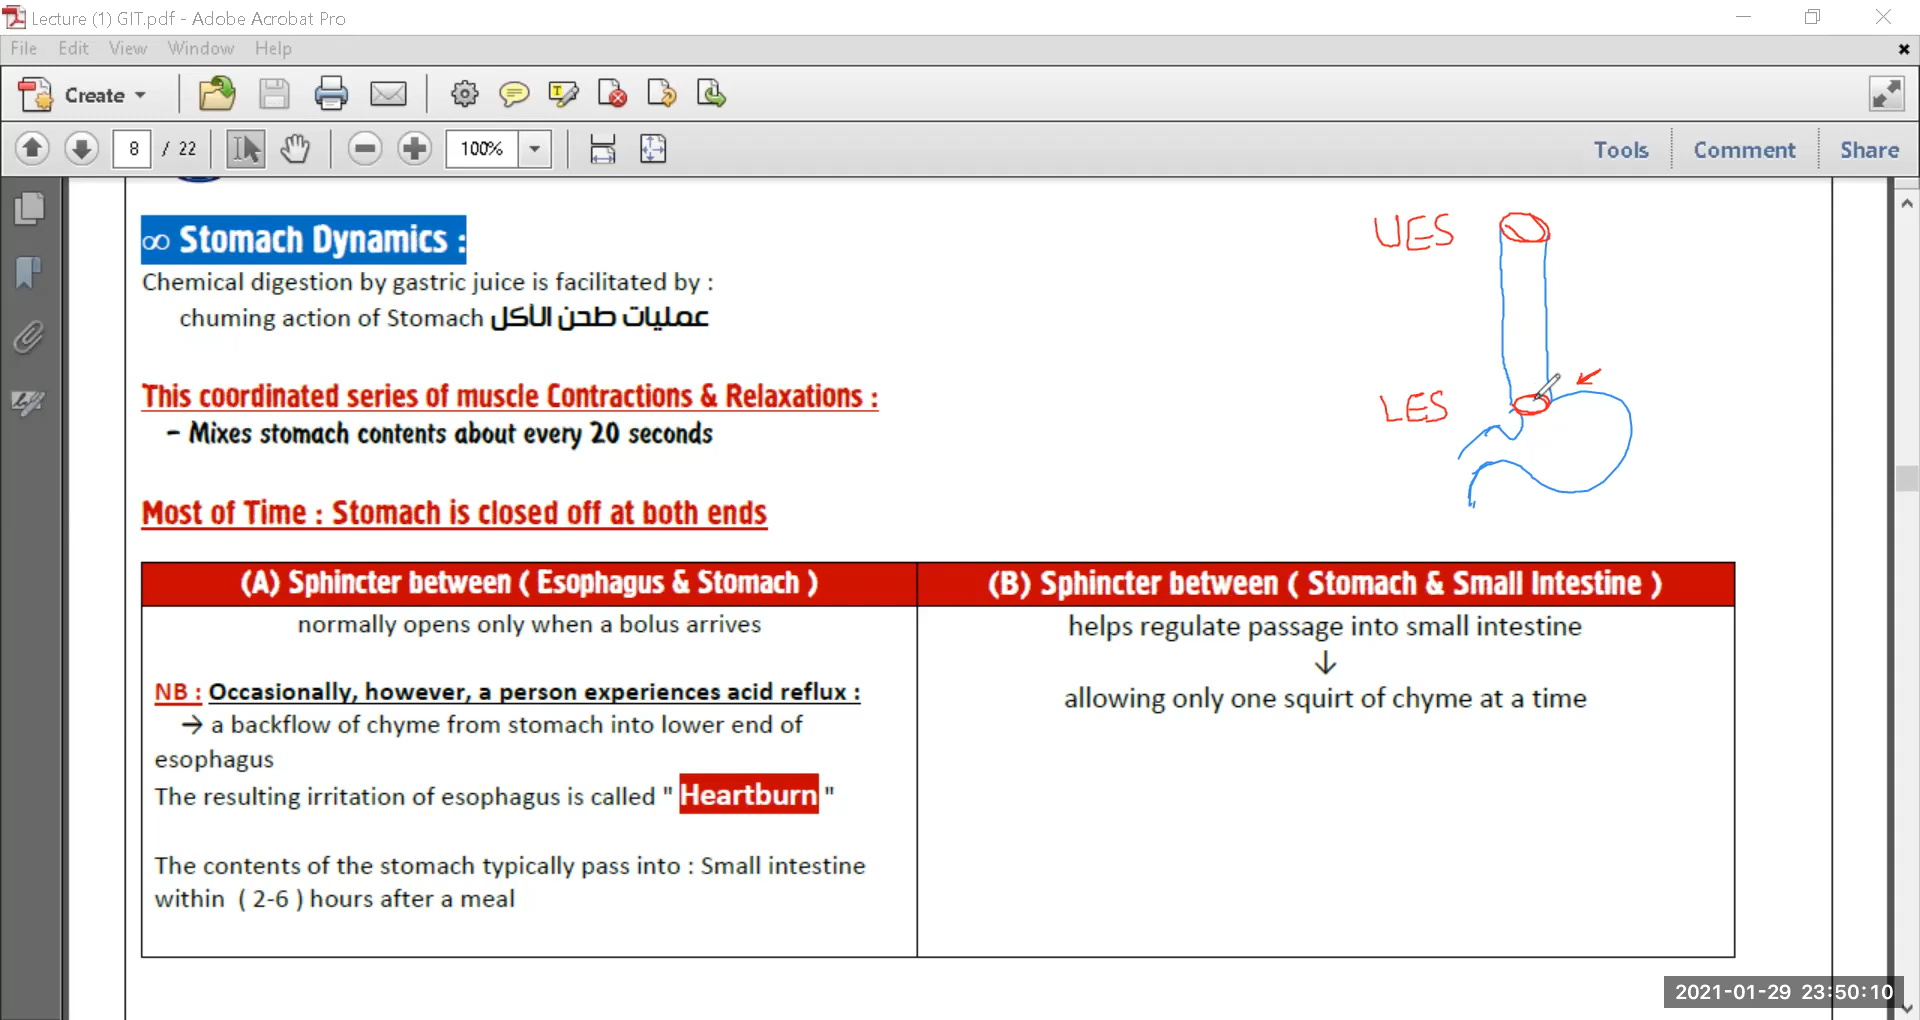 Lecture (1) GIT.pdf - Adobe Acrobat Pro
File Edit View Window Help
Create
8 / 22 100% Tools Comment Share
∞ Stomach Dynamics :
Chemical digestion by gastric juice is facilitated by :
chuming action of Stomach عمليات طحن الأكل
This coordinated series of muscle Contractions & Relaxations :
- Mixes stomach contents about every 20 seconds
Most of Time : Stomach is closed off at both ends
UES
LES
(A) Sphincter between ( Esophagus & Stomach )
normally opens only when a bolus arrives
NB : Occasionally, however, a person experiences acid reflux :
→ a backflow of chyme from stomach into lower end of
esophagus
The resulting irritation of esophagus is called " Heartburn "
The contents of the stomach typically pass into : Small intestine
within ( 2-6 ) hours after a meal
(B) Sphincter between ( Stomach & Small Intestine )
helps regulate passage into small intestine
↓
allowing only one squirt of chyme at a time
2021-01-29 23:50:10